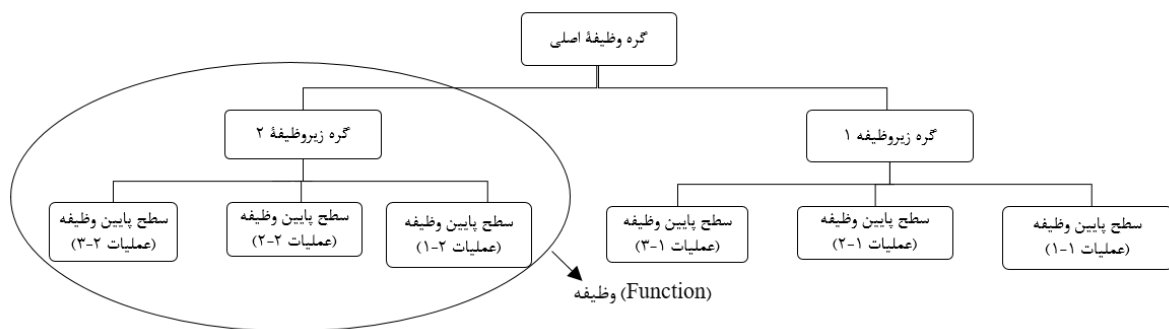 گره وظیفهٔ اصلی
گره زیروظیفه ۱
گره زیروظیفهٔ ۲
سطح پایین وظیفه
(عملیات ۱-۱)
سطح پایین وظیفه
(عملیات ۱-۲)
سطح پایین وظیفه
(عملیات ۱-۳)
سطح پایین وظیفه
(عملیات ۲-۱)
سطح پایین وظیفه
(عملیات ۲-۲)
سطح پایین وظیفه
(عملیات ۲-۳)
وظیفه (Function)